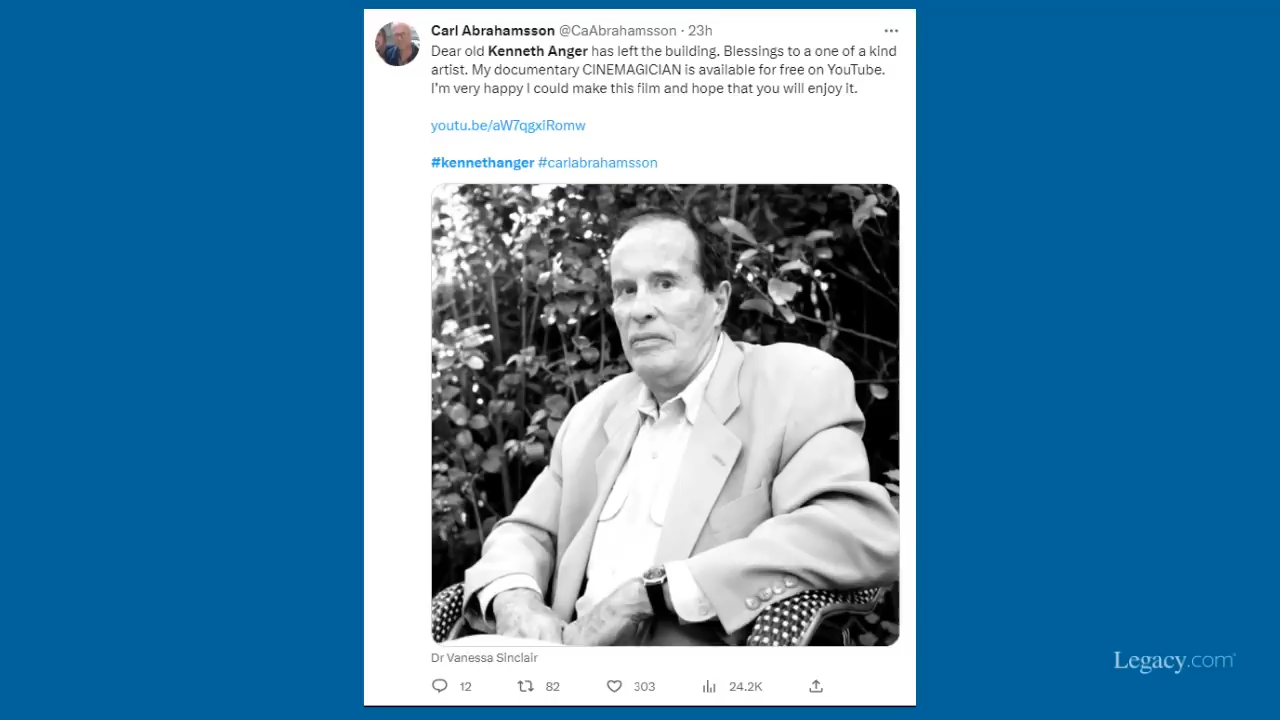 Carl Abrahamsson @CaAbrahamsson · 23h
Dear old Kenneth Anger has left the building. Blessings to a one of a kind
artist. My documentary CINEMAGICIAN is available for free on YouTube.
I'm very happy I could make this film and hope that you will enjoy it.
youtu.be/aW7qgxiRomw
#kennethanger #carlabrahamsson
Dr Vanessa Sinclair
12 82 303 24.2K
Legacy.com